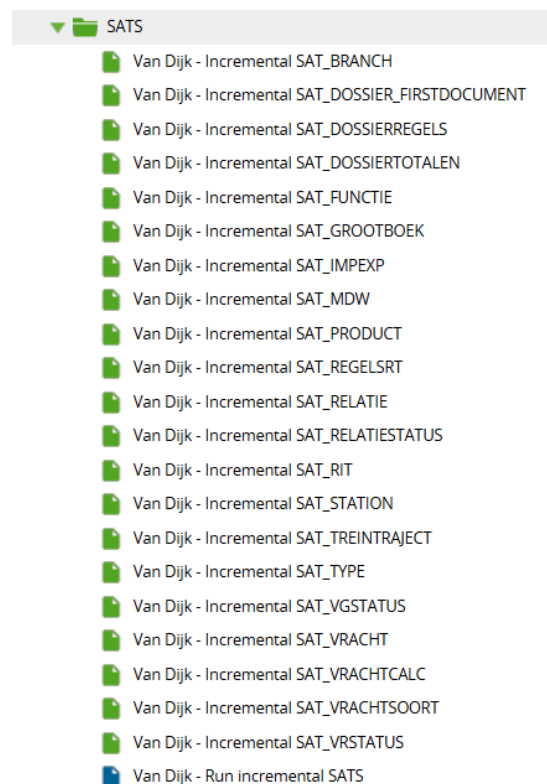 SATS
Van Dijk - Incremental SAT_BRANCH
Van Dijk - Incremental SAT_DOSSIER_FIRSTDOCUMENT
Van Dijk - Incremental SAT_DOSSIERREGELS
Van Dijk - Incremental SAT_DOSSIERTOTALEN
Van Dijk - Incremental SAT_FUNCTIE
Van Dijk - Incremental SAT_GROOTBOEK
Van Dijk - Incremental SAT_IMPEXP
Van Dijk - Incremental SAT_MDW
Van Dijk - Incremental SAT_PRODUCT
Van Dijk - Incremental SAT_REGELSRT
Van Dijk - Incremental SAT_RELATIE
Van Dijk - Incremental SAT_RELATIESTATUS
Van Dijk - Incremental SAT_RIT
Van Dijk - Incremental SAT_STATION
Van Dijk - Incremental SAT_TREINTRAJECT
Van Dijk - Incremental SAT_TYPE
Van Dijk - Incremental SAT_VGSTATUS
Van Dijk - Incremental SAT_VRACHT
Van Dijk - Incremental SAT_VRACHTCALC
Van Dijk - Incremental SAT_VRACHTSOORT
Van Dijk - Incremental SAT_VRSTATUS
Van Dijk - Run incremental SATS